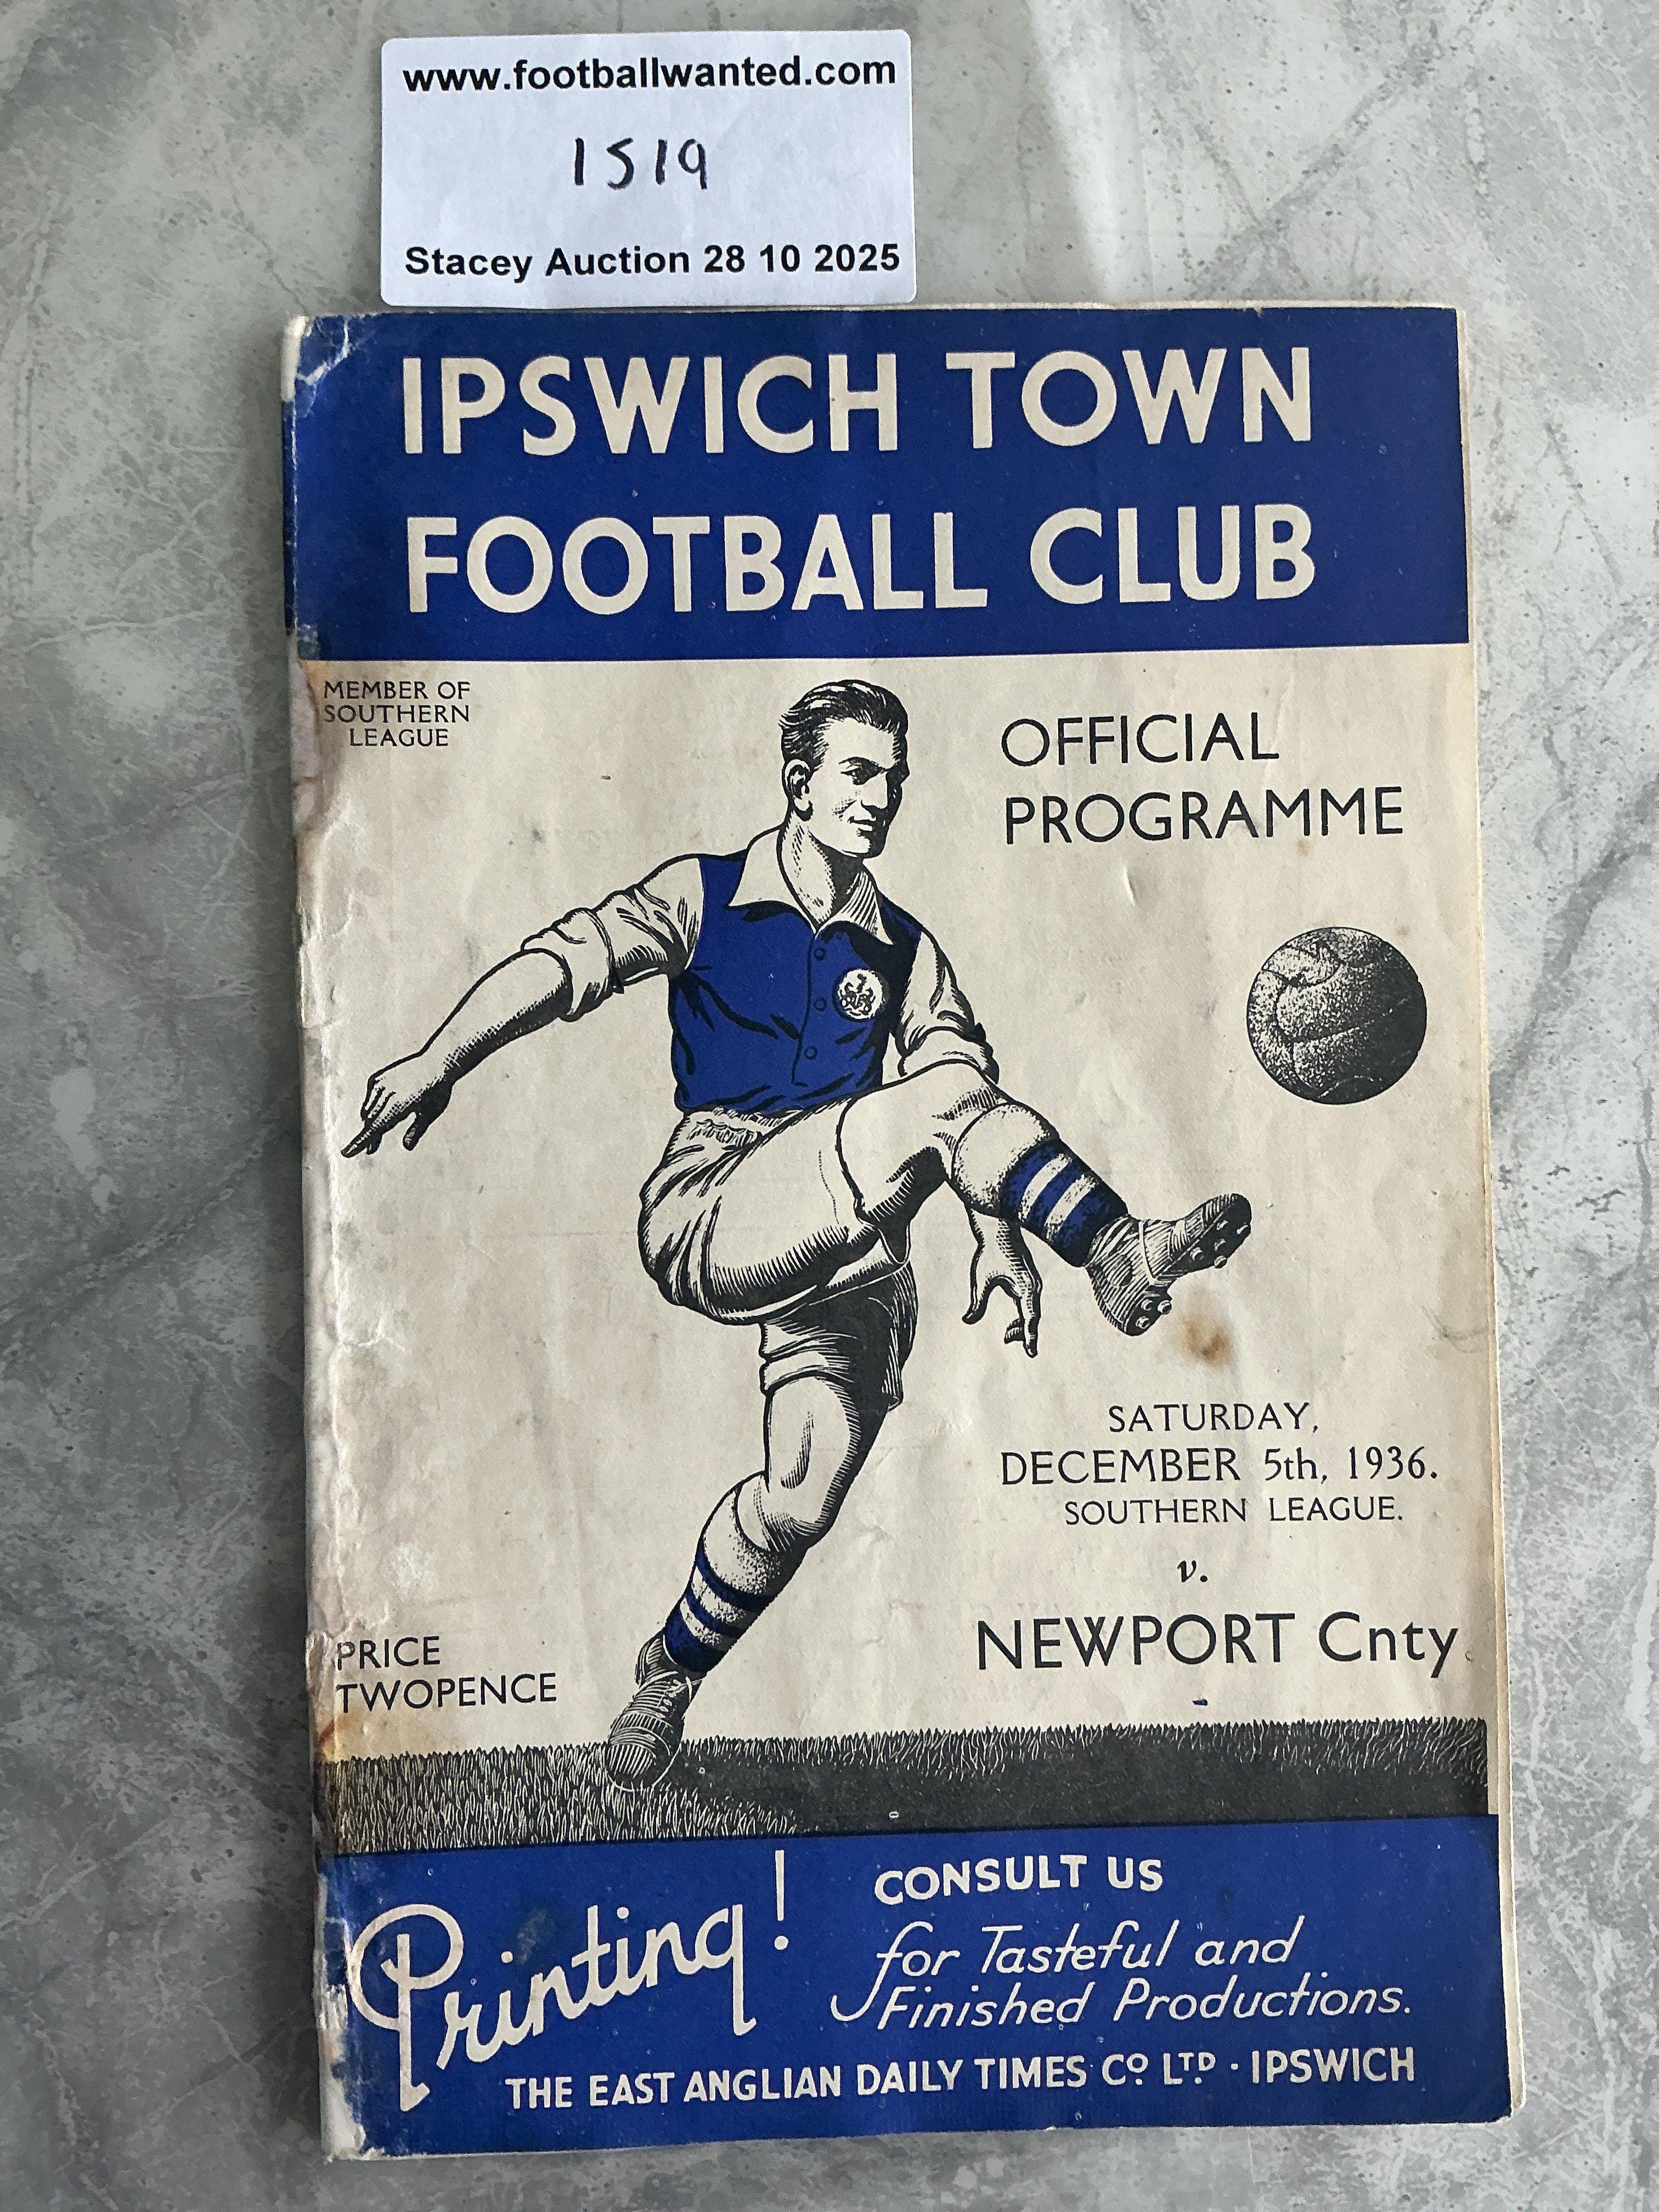 www.footballwanted.com
1519
Stacey Auction 28 10 2025
IPSWICH TOWN
FOOTBALL CLUB
MEMBER OF
SOUTHERN
LEAGUE
OFFICIAL
PROGRAMME
SATURDAY,
DECEMBER 5th, 1936.
SOUTHERN LEAGUE.
v.
NEWPORT Cnty
PRICE
TWOPENCE
Printing!
CONSULT US
for Tasteful and
Finished Productions.
THE EAST ANGLIAN DAILY TIMES Co LTD · IPSWICH